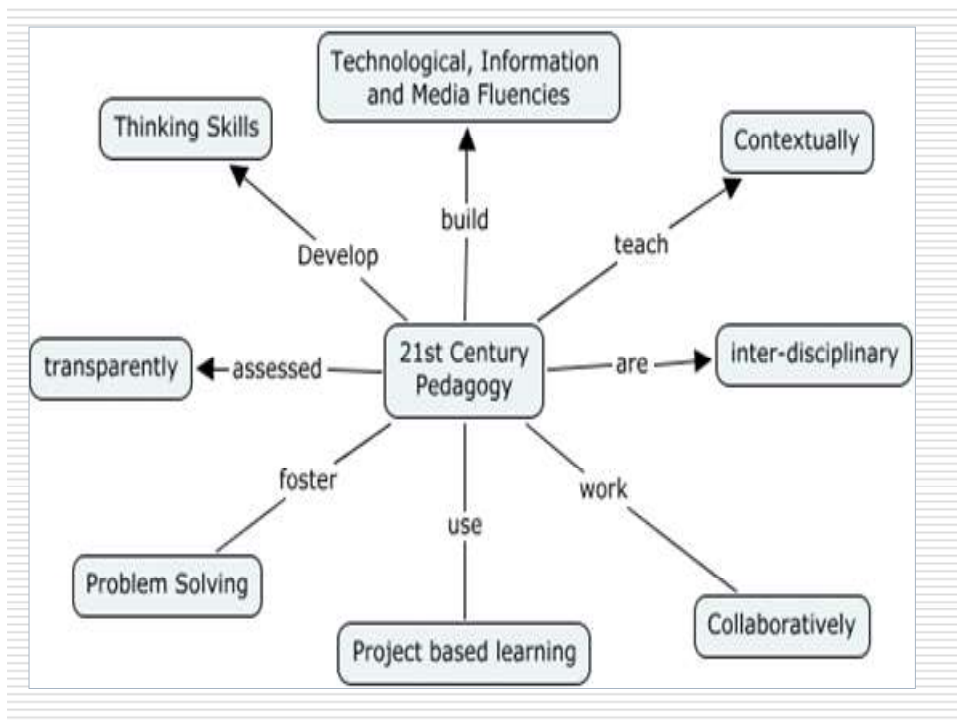 Technological, Information
and Media Fluencies
Thinking Skills
Contextually
build
teach
Develop
21st Century
Pedagogy
transparently
assessed
are
inter-disciplinary
foster
work
use
Problem Solving
Collaboratively
Project based learning